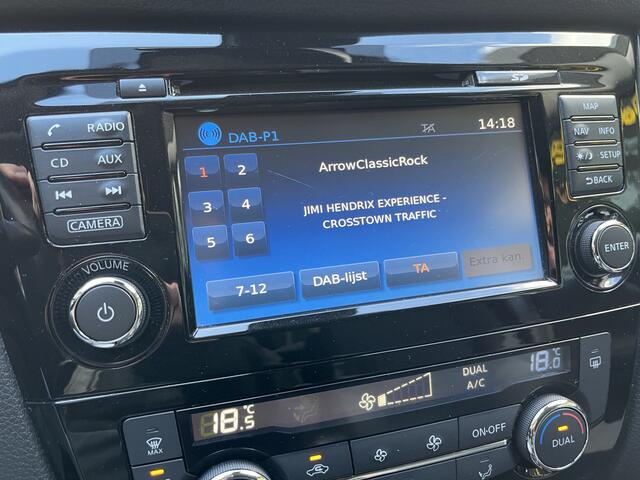 SD
RADIO
CD AUX
CAMERA
VOLUME
DAB-P1
TA
14:18
1 2
3 4
5 6
ArrowClassicRock
JIMI HENDRIX EXPERIENCE -
CROSSTOWN TRAFFIC
7-12
DAB-lijst
TA
Extra kan.
MAP
NAV INFO
SETUP
BACK
ENTER
18.5°C
DUAL
A/C
18.0°C
MAX
ON-OFF
DUAL